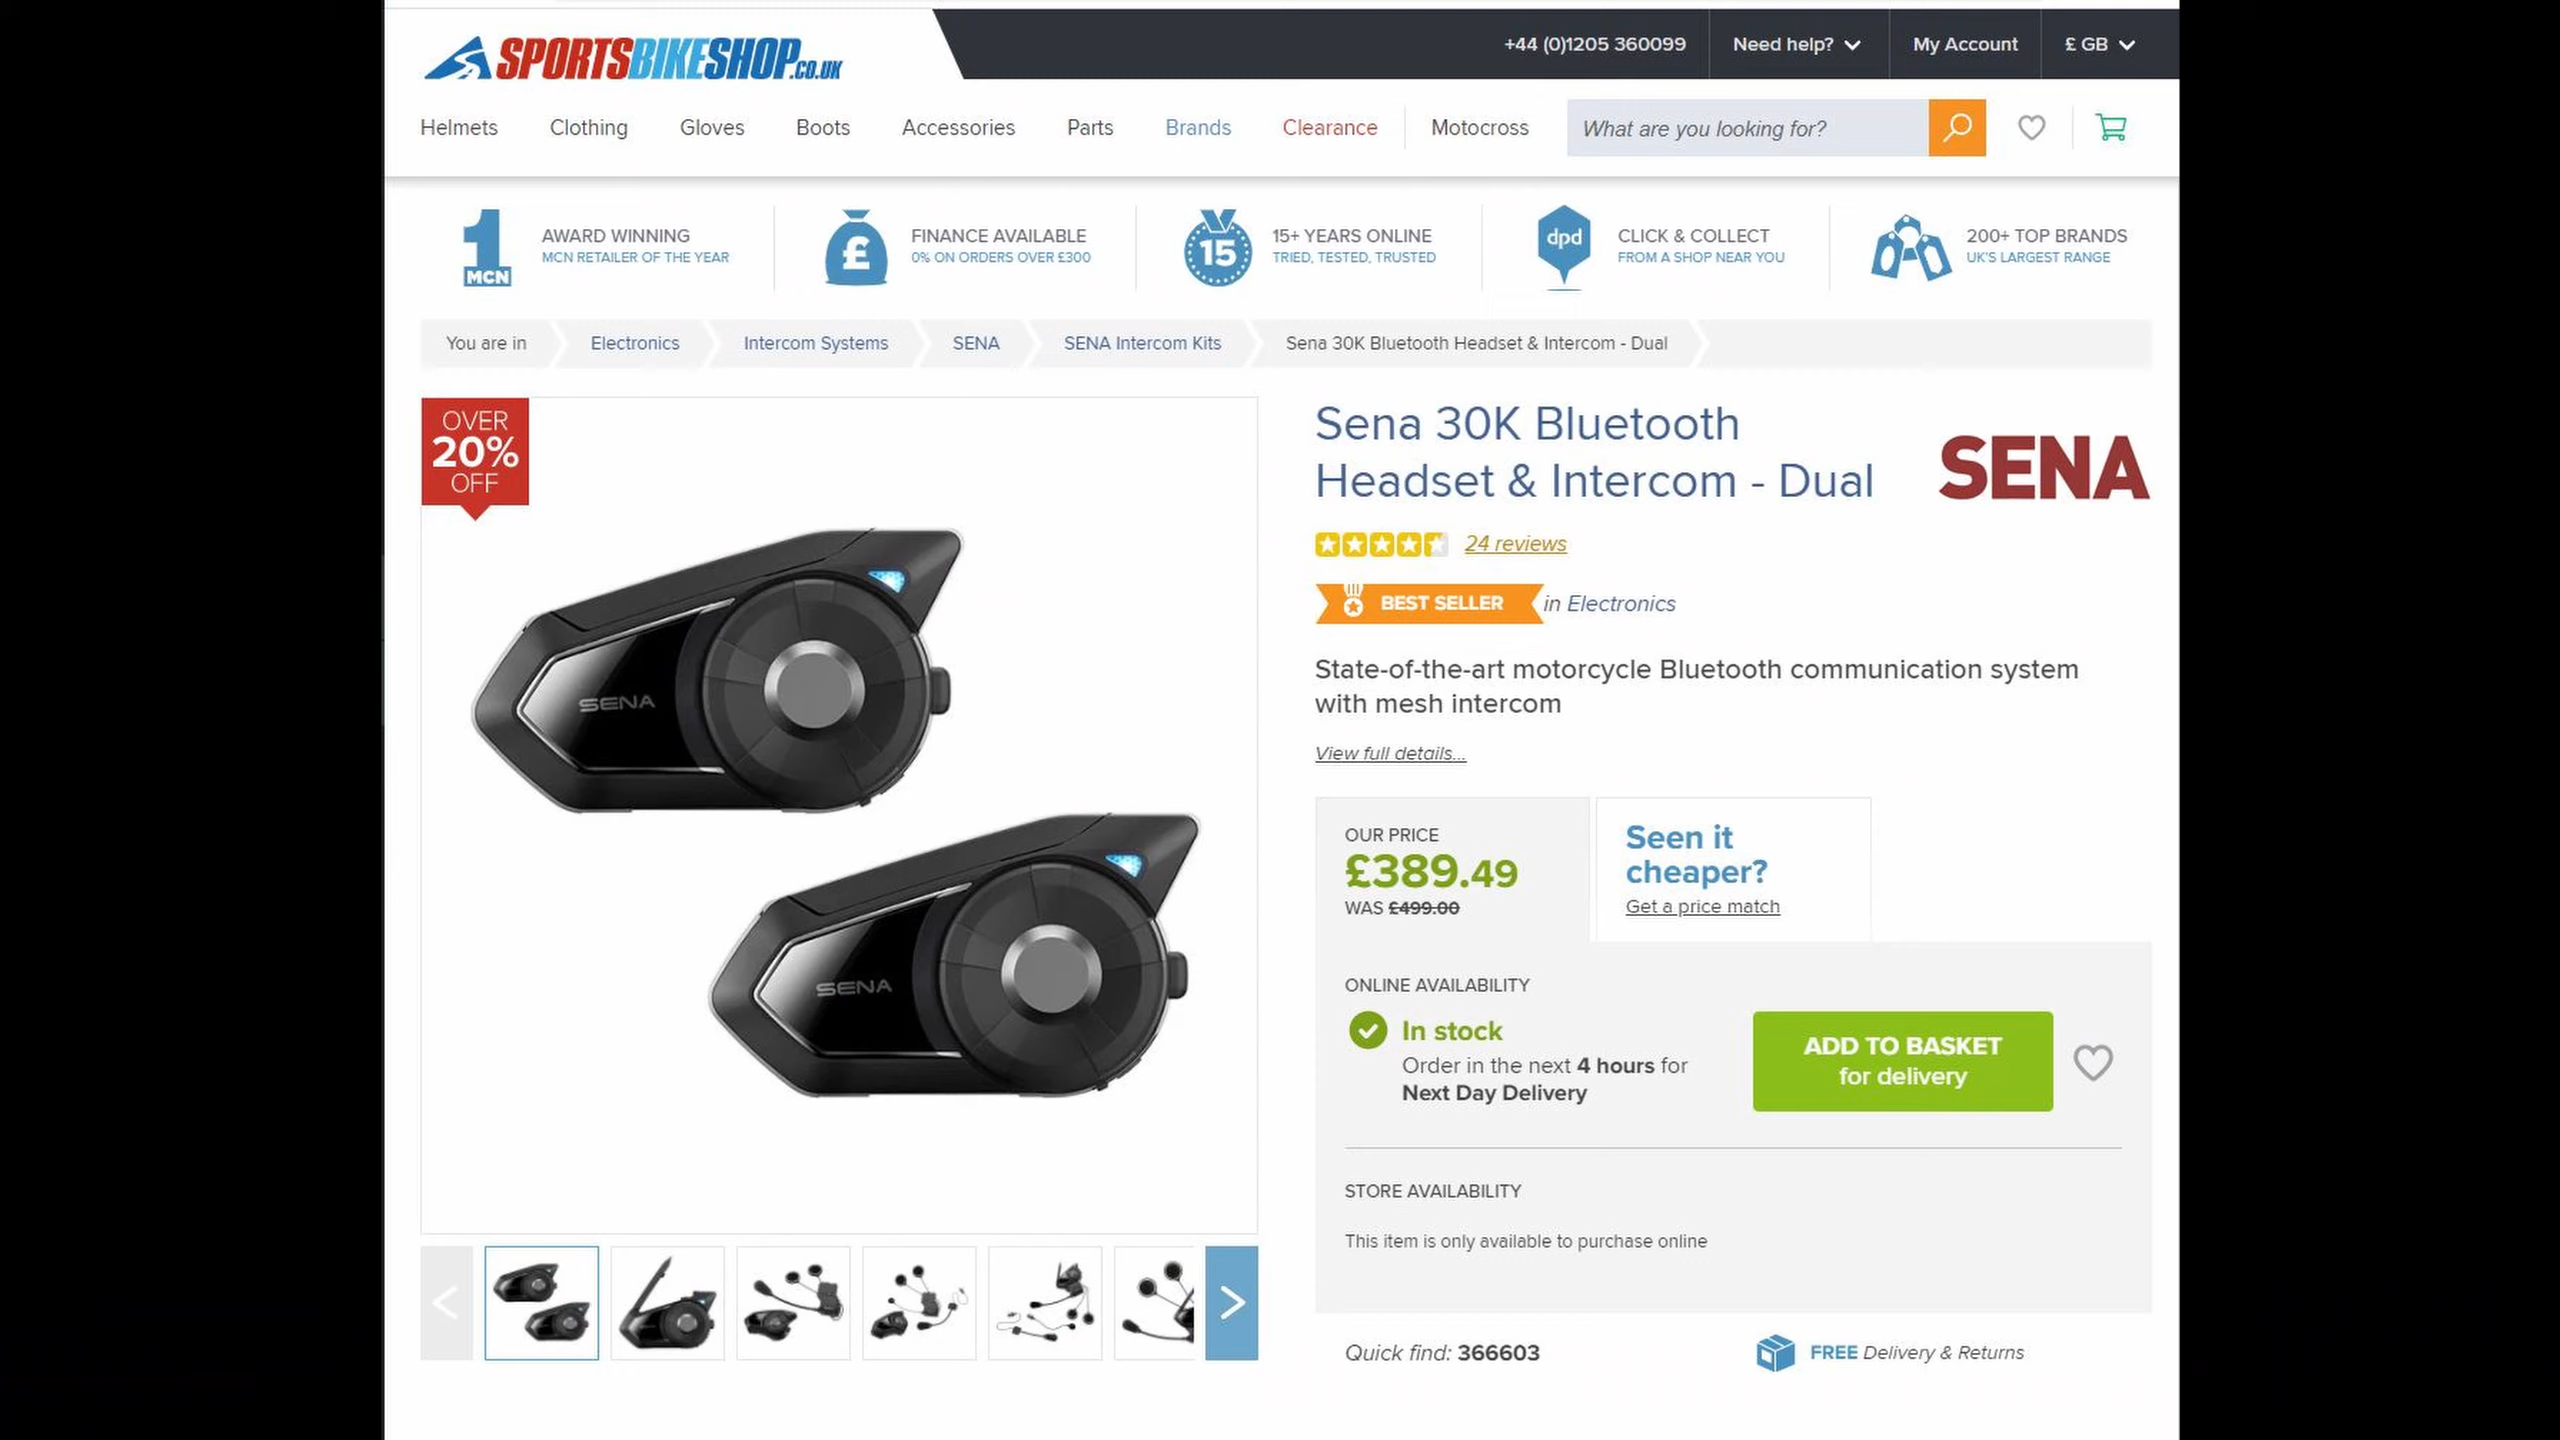 SPORTSBIKESHOP.CO.UK
+44 (0)1205 360099
Need help?
My Account
£ GB
Helmets
Clothing
Gloves
Boots
Accessories
Parts
Brands
Clearance
Motocross
What are you looking for?
1
MCN
AWARD WINNING
MCN RETAILER OF THE YEAR
£
FINANCE AVAILABLE
0% ON ORDERS OVER £300
15
15+ YEARS ONLINE
TRIED, TESTED, TRUSTED
dpd
CLICK & COLLECT
FROM A SHOP NEAR YOU
200+ TOP BRANDS
UK'S LARGEST RANGE
You are in
Electronics
Intercom Systems
SENA
SENA Intercom Kits
Sena 30K Bluetooth Headset & Intercom - Dual
OVER
20%
OFF
SENA
SENA
Sena 30K Bluetooth
Headset & Intercom - Dual
SENA
24 reviews
BEST SELLER
in Electronics
State-of-the-art motorcycle Bluetooth communication system
with mesh intercom
View full details...
OUR PRICE
£389.49
WAS £499.00
Seen it
cheaper?
Get a price match
ONLINE AVAILABILITY
In stock
Order in the next 4 hours for
Next Day Delivery
ADD TO BASKET
for delivery
STORE AVAILABILITY
This item is only available to purchase online
Quick find: 366603
FREE Delivery & Returns